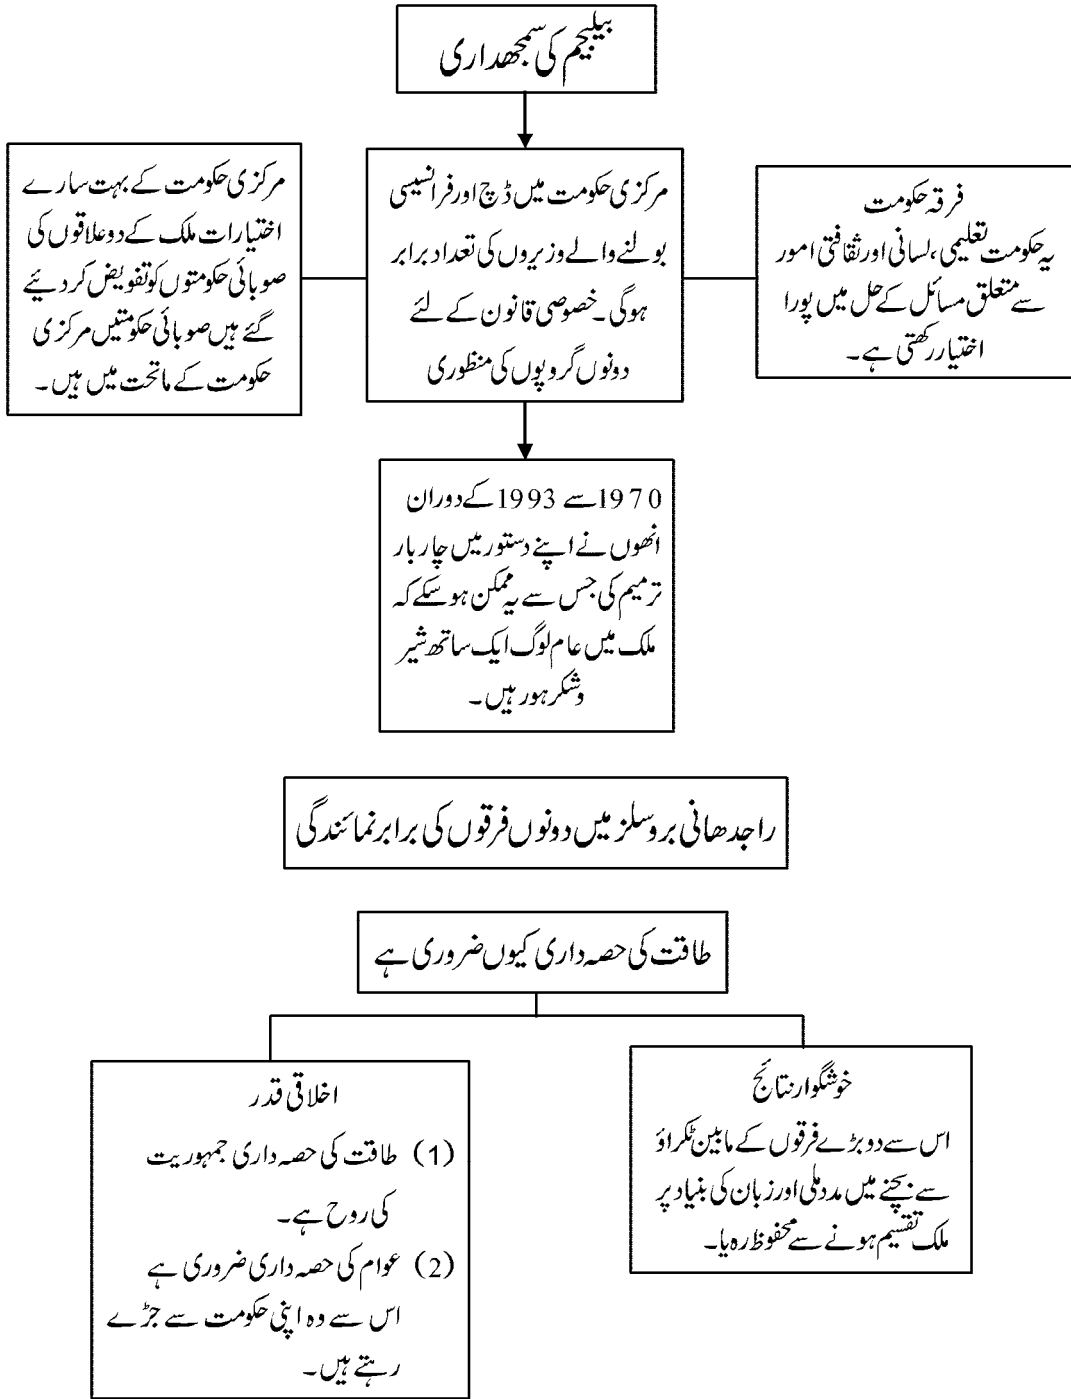 بیلجیم کی سمجھداری
فرقہ حکومت
یہ حکومت تعلیمی، لسانی اور ثقافتی امور
سے متعلق مسائل کے حل میں پورا
اختیار رکھتی ہے۔
مرکزی حکومت میں ڈچ اور فرانسیسی
بولنے والے وزیروں کی تعداد برابر
ہوگی۔ خصوصی قانون کے لئے
دونوں گروپوں کی منظوری
مرکزی حکومت کے بہت سارے
اختیارات ملک کے دو علاقوں کی
صوبائی حکومتوں کو تفویض کر دیئے
گئے ہیں صوبائی حکومتیں مرکزی
حکومت کے ماتحت میں ہیں۔
1970 سے 1993 کے دوران
انھوں نے اپنے دستور میں چار بار
ترمیم کی جس سے یہ ممکن ہو سکے کہ
ملک میں عام لوگ ایک ساتھ شیر
وشکر ہور ہیں۔
راجدھانی بروسلز میں دونوں فرقوں کی برابر نمائندگی
طاقت کی حصہ داری کیوں ضروری ہے
خوشگوار نتائج
اس سے دو بڑے فرقوں کے مابین ٹکراؤ
سے بچنے میں مدد ملی اور زبان کی بنیاد پر
ملک تقسیم ہونے سے محفوظ رہ یا۔
اخلاقی قدر
(1) طاقت کی حصہ داری جمہوریت
کی روح ہے۔
(2) عوام کی حصہ داری ضروری ہے
اس سے وہ اپنی حکومت سے جڑے
رہتے ہیں۔